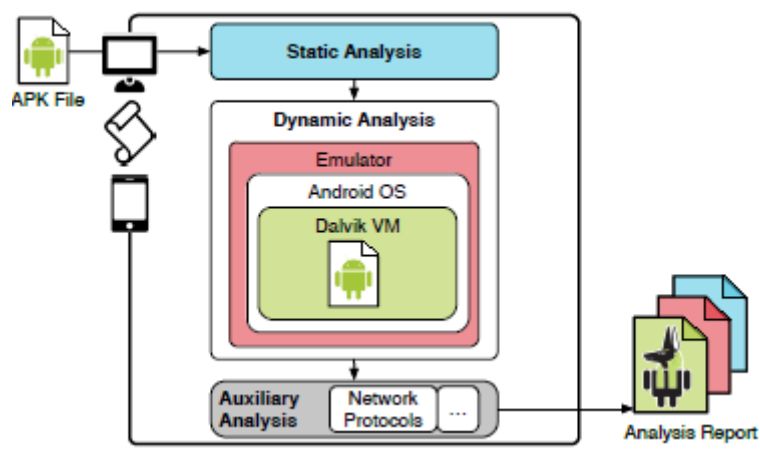 APK File
Static Analysis
Dynamic Analysis
Emulator
Android OS
Dalvik VM
Auxiliary
Analysis
Network
Protocols
...
Analysis Report